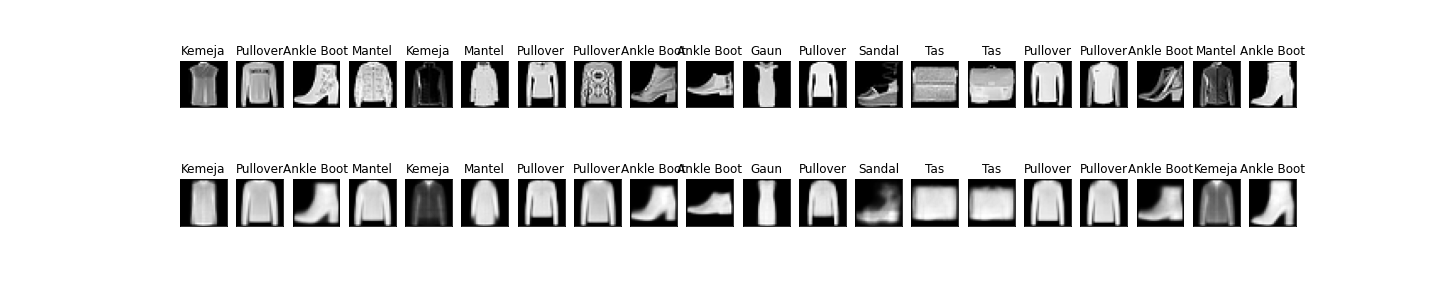 Kemeja Pullover Ankle Boot Mantel Kemeja Mantel Pullover Pullover Ankle Boot Ankle Boot Gaun Pullover Sandal Tas Tas Pullover Pullover Ankle Boot Mantel Ankle Boot
Kemeja Pullover Ankle Boot Mantel Kemeja Mantel Pullover Pullover Ankle Boot Ankle Boot Gaun Pullover Sandal Tas Tas Pullover Pullover Ankle Boot Kemeja Ankle Boot